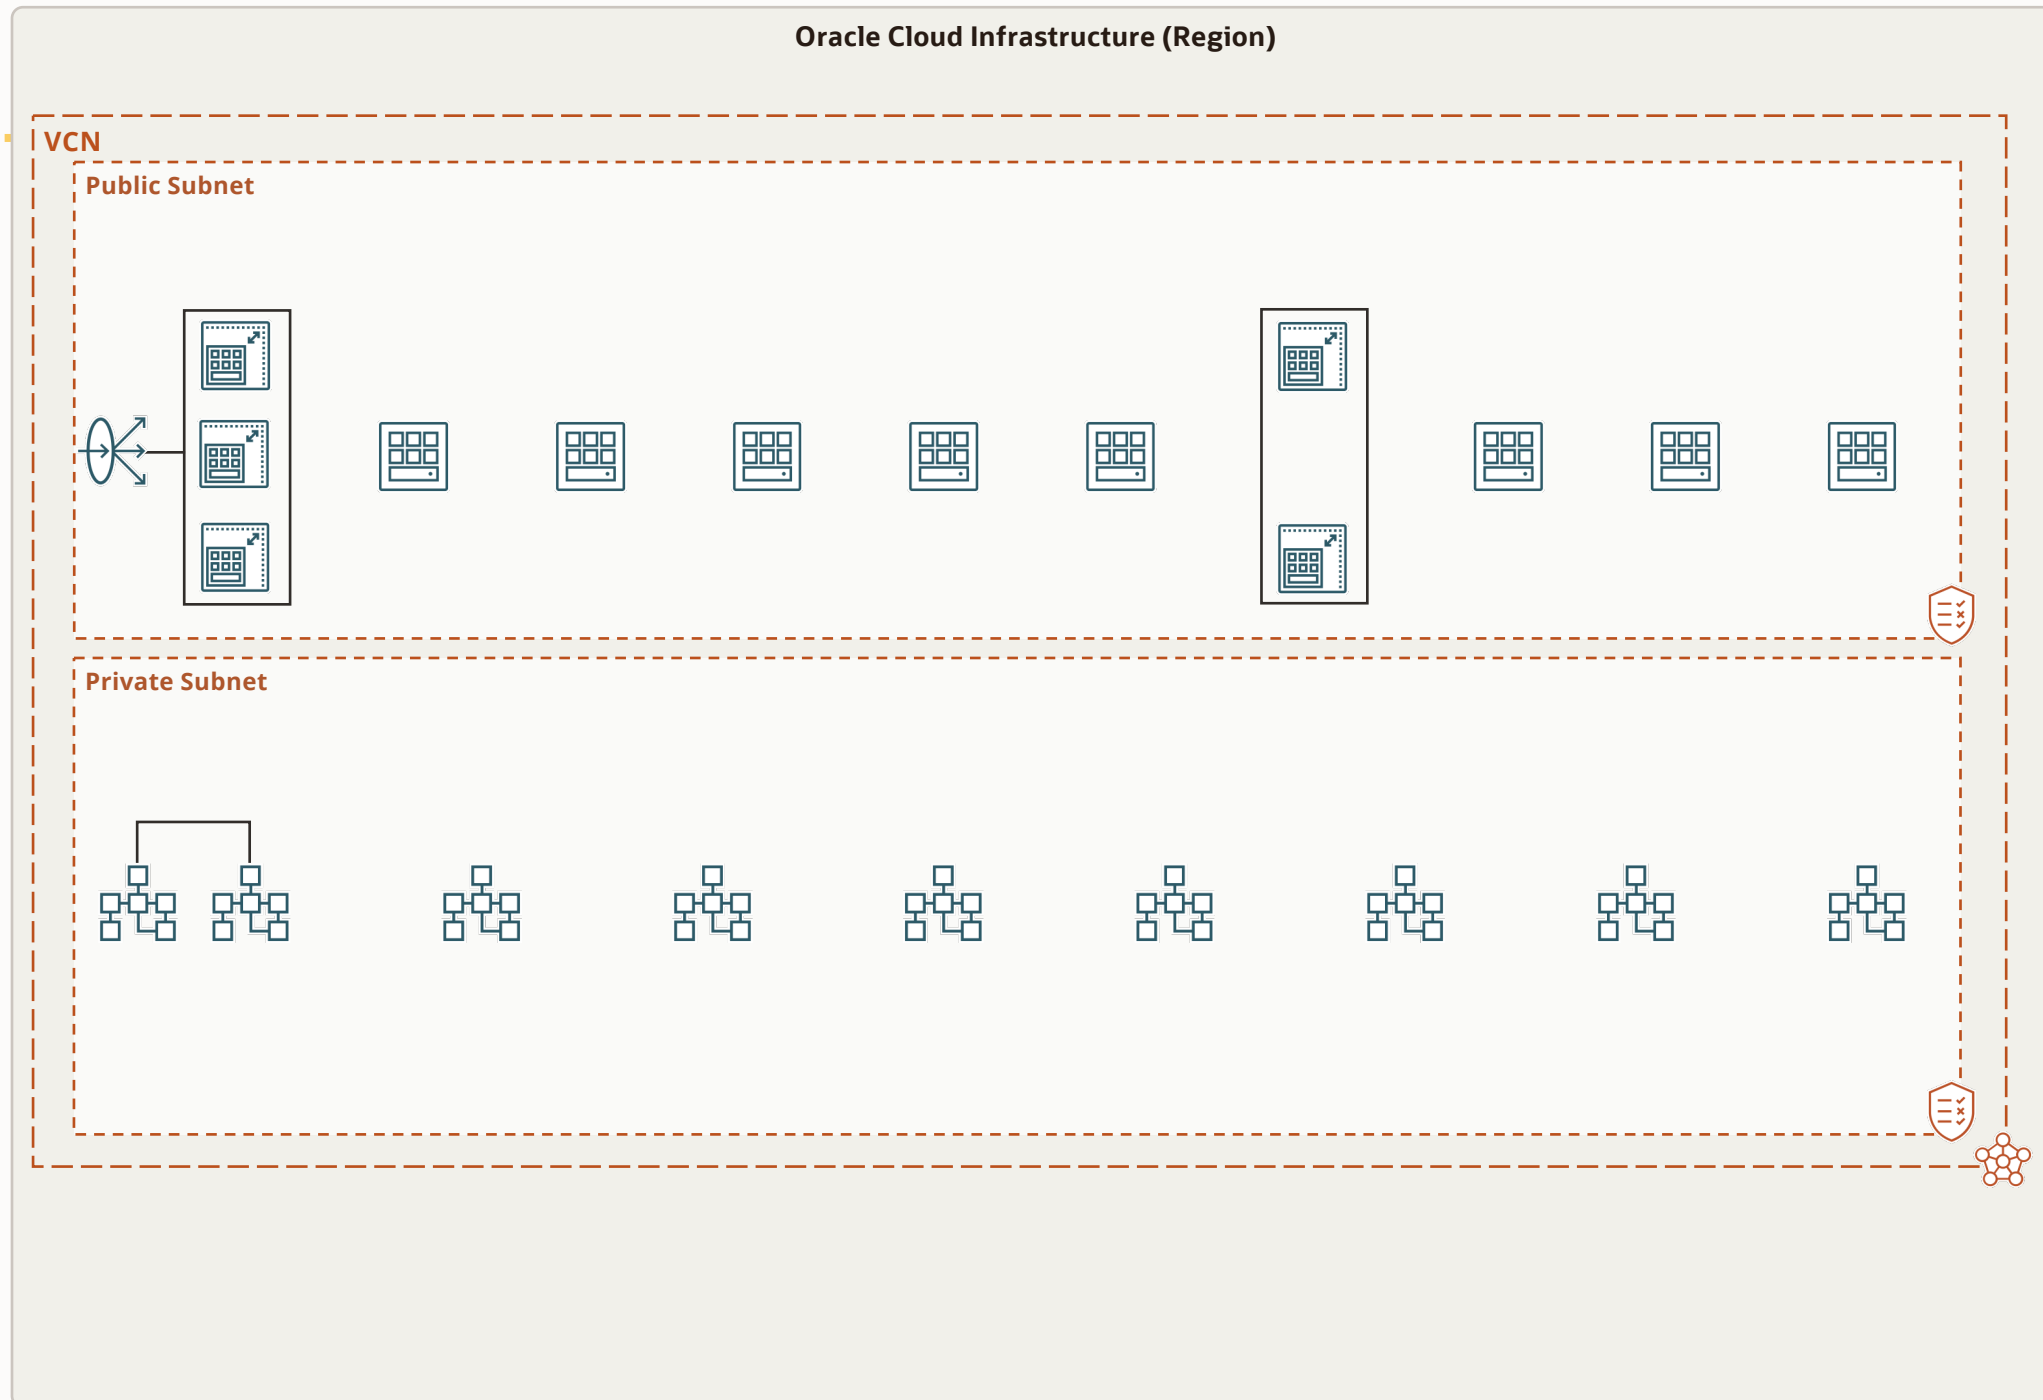 Oracle Cloud Infrastructure (Region)
VCN
Public Subnet
Private Subnet